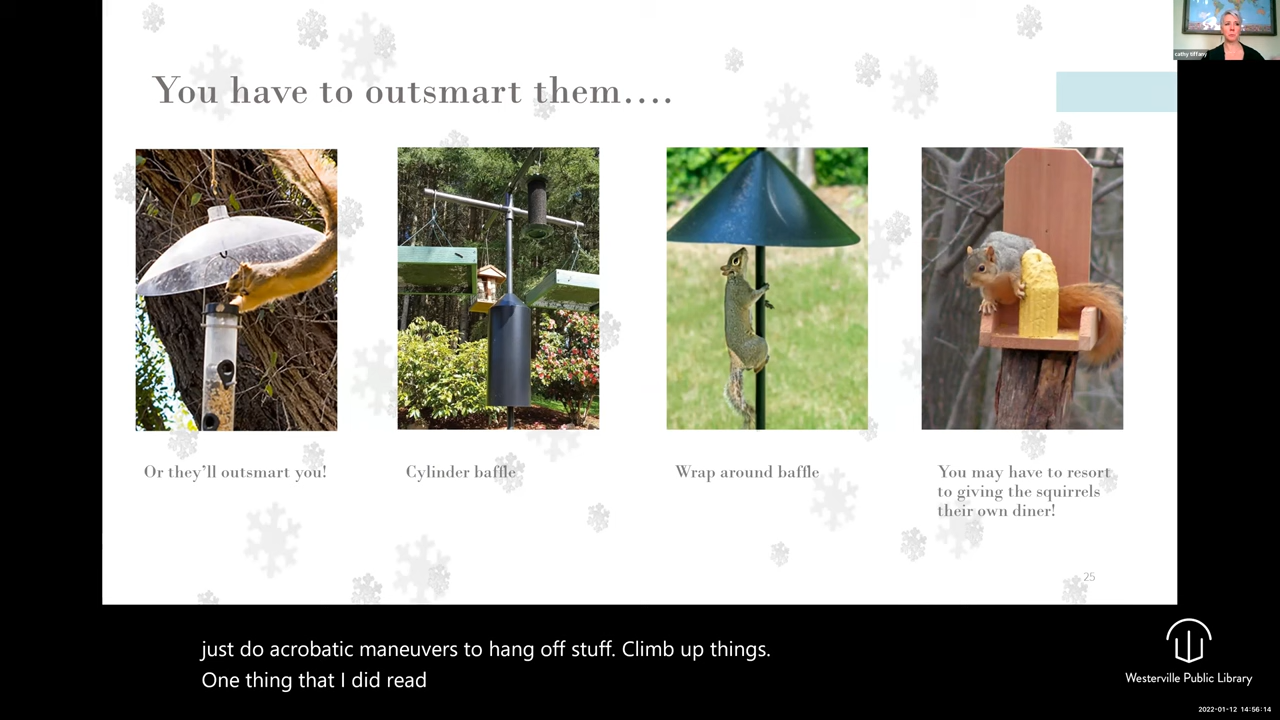 cathy tiffany
You have to outsmart them....
Or they'll outsmart you!
Cylinder baffle
Wrap around baffle
You may have to resort
to giving the squirrels
their own diner!
25
just do acrobatic maneuvers to hang off stuff. Climb up things.
One thing that I did read
Westerville Public Library
2022-01-12 14:56:14